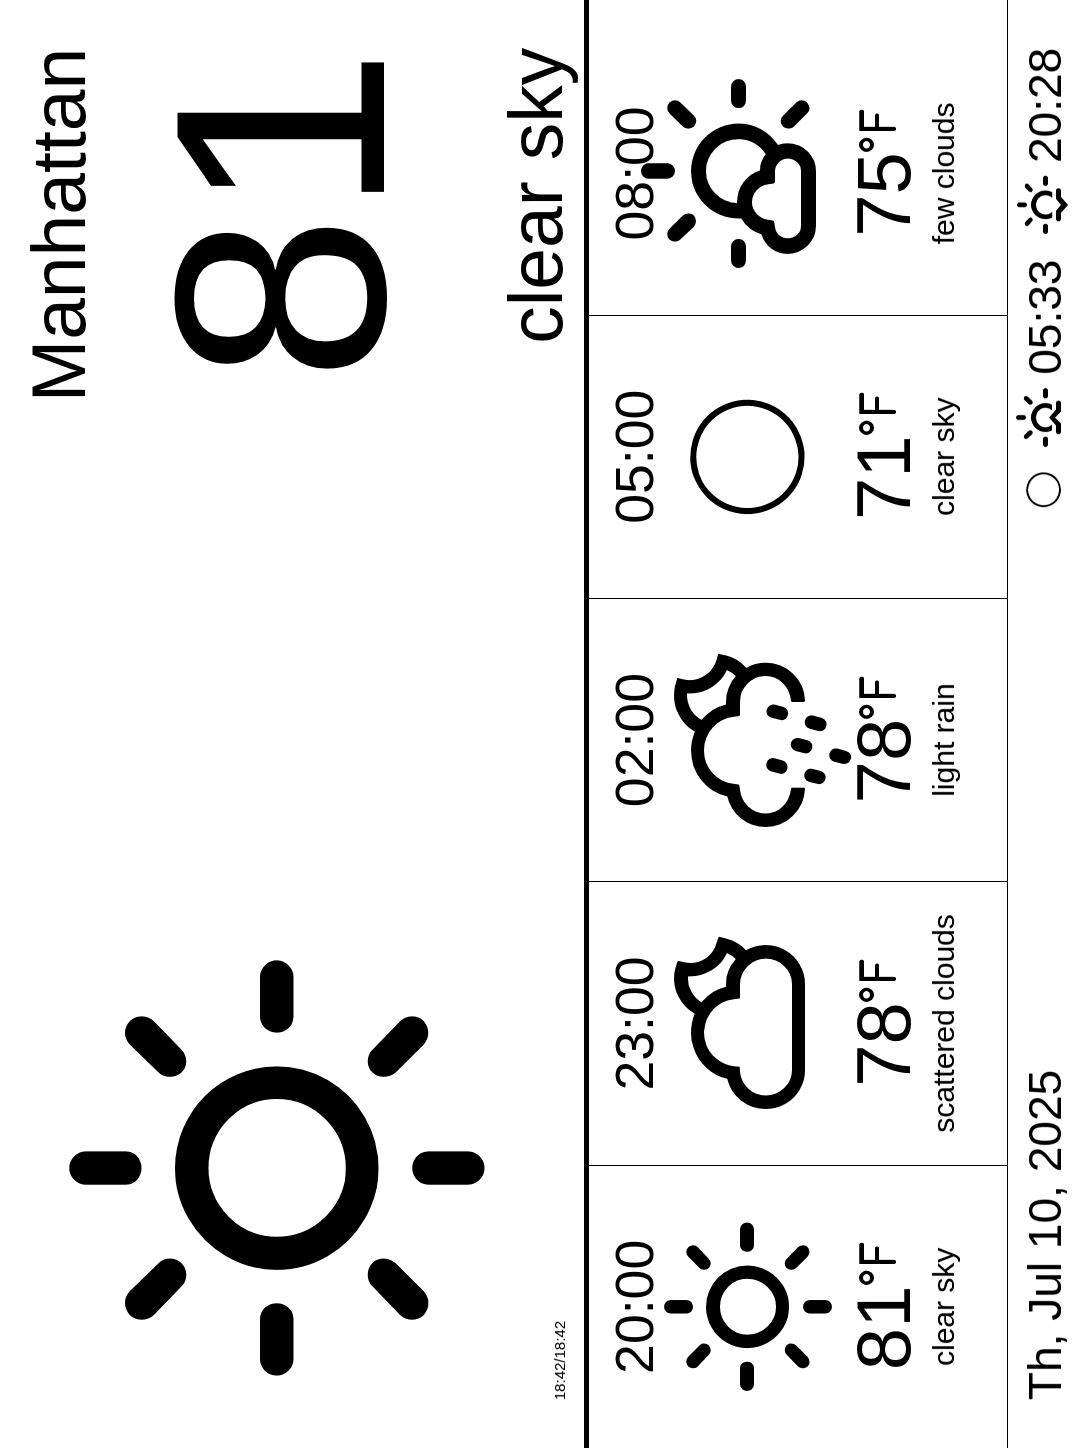 Manhattan
81
clear sky
18:42/18:42
20:00
81°F
clear sky
23:00
78°F
scattered clouds
02:00
78°F
light rain
05:00
71°F
clear sky
08:00
75°F
few clouds
Th, Jul 10, 2025
05:33
20:28